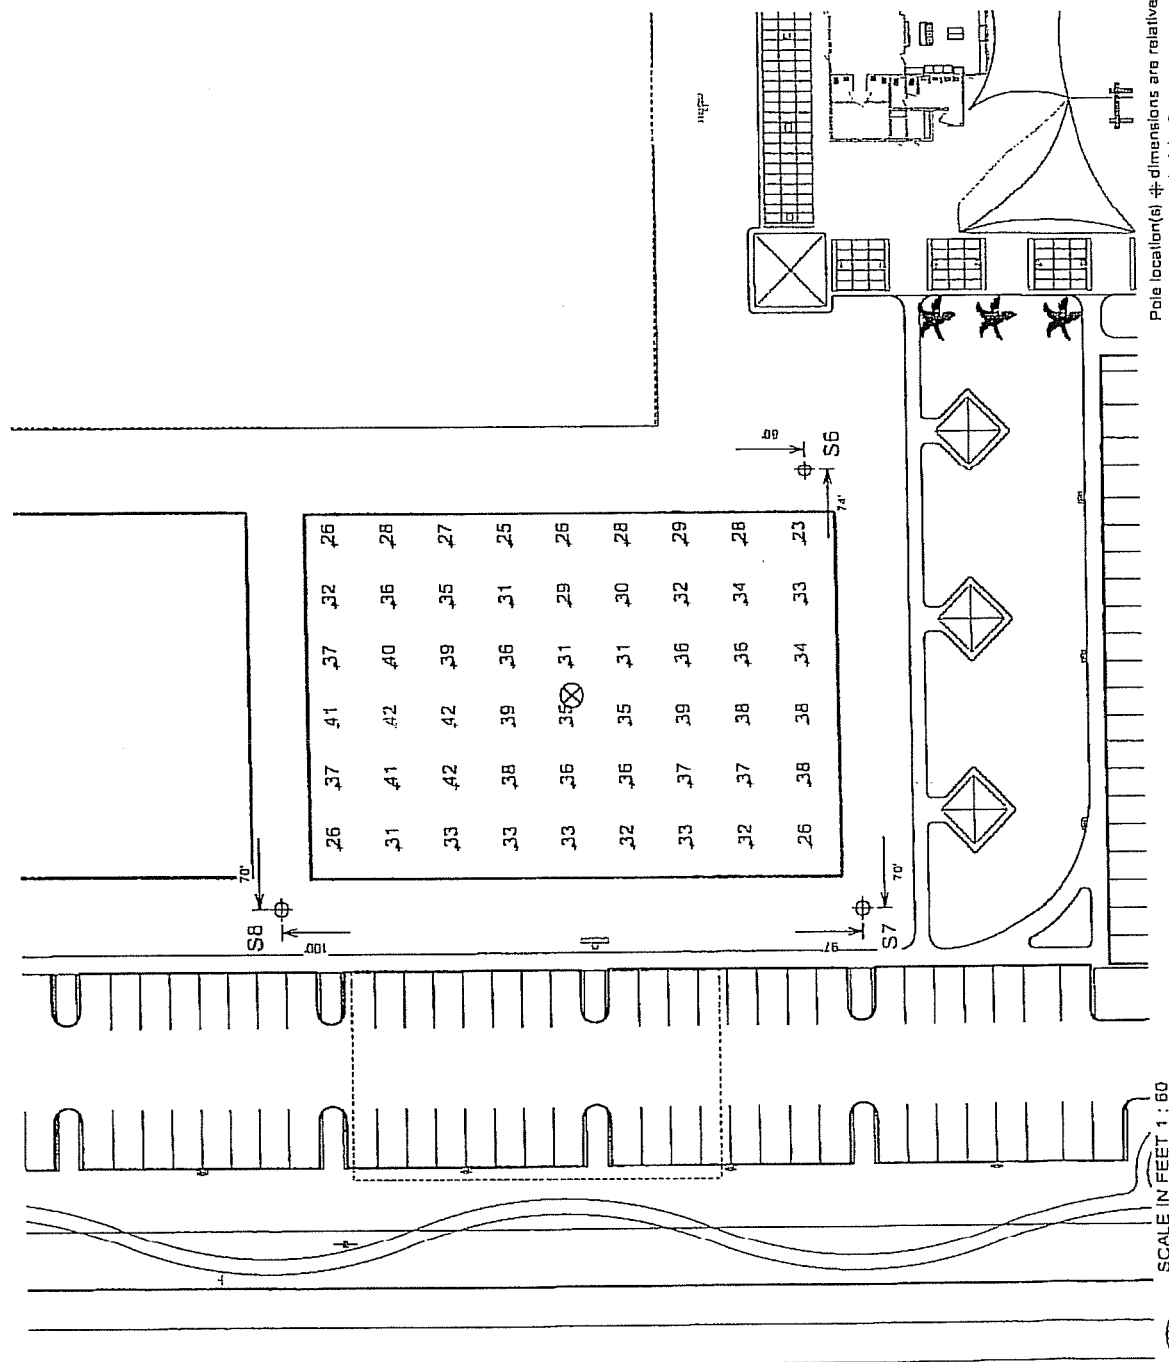 S8
70'
100'
26 37 41 37 32 26
31 41 42 40 36 28
33 42 42 39 35 27
33 38 39 36 31 25
33 36 35 31 29 26
32 36 35 31 30 28
33 37 39 36 32 29
32 37 38 36 34 28
26 38 38 34 33 23
80'
S6
74'
97
S7
70'
SCALE IN FEET 1 : 60
Pole location(s) dimensions are relative